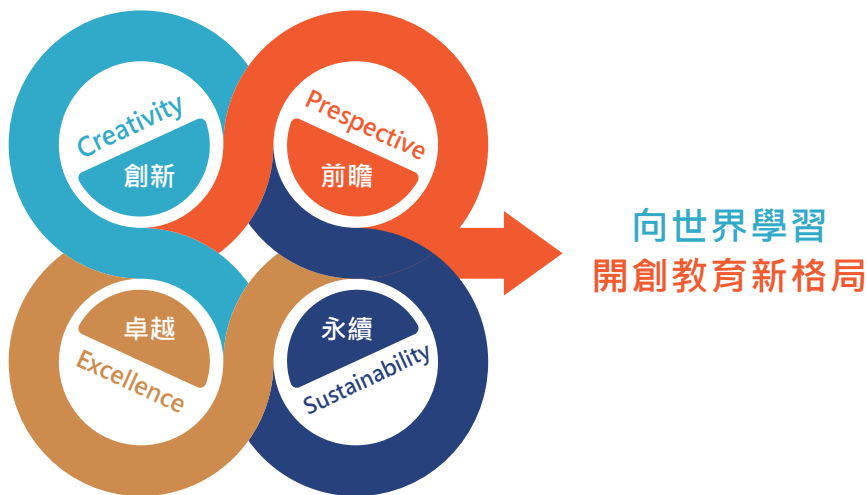 Creativity
創新
Prespective
前瞻
卓越
Excellence
永續
Sustainability
向世界學習
開創教育新格局